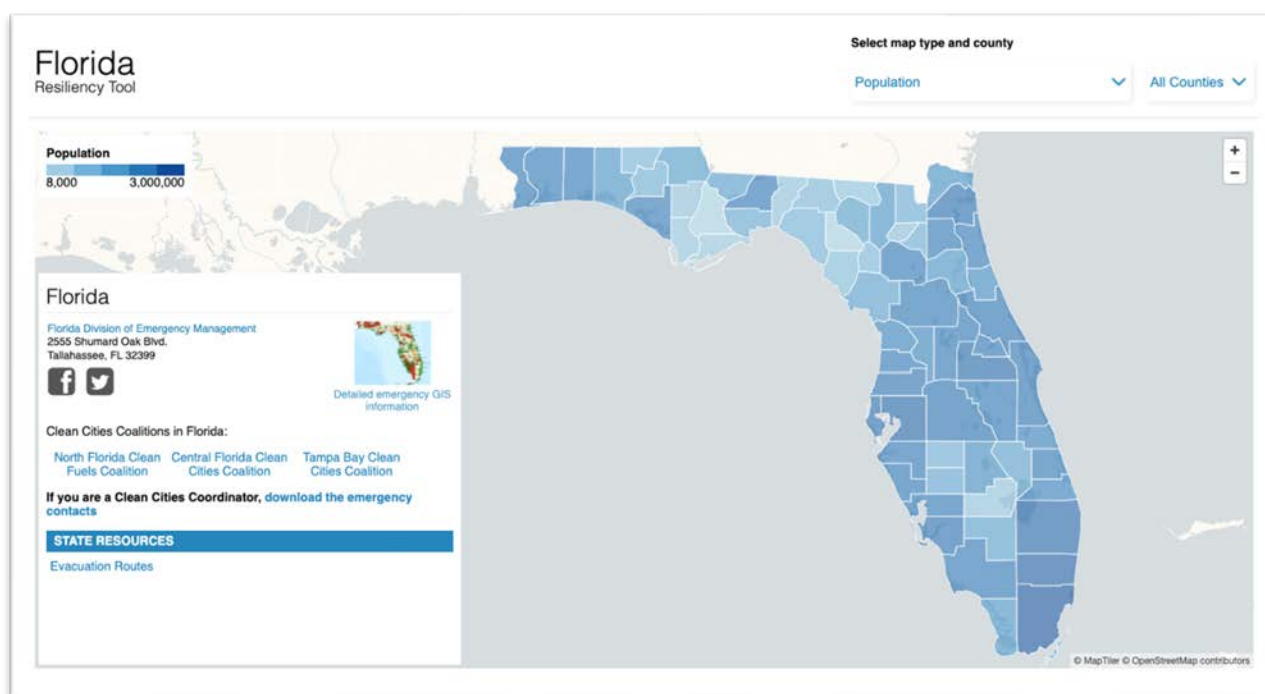 Florida
Resiliency Tool
Select map type and county
Population
All Counties
Population
8,000 3,000,000
+
−
Florida
Florida Division of Emergency Management
2555 Shumard Oak Blvd.
Tallahassee, FL 32399
Detailed emergency GIS
information
Clean Cities Coalitions in Florida:
North Florida Clean
Fuels Coalition
Central Florida Clean
Cities Coalition
Tampa Bay Clean
Cities Coalition
If you are a Clean Cities Coordinator, download the emergency
contacts
STATE RESOURCES
Evacuation Routes
© MapTiler © OpenStreetMap contributors